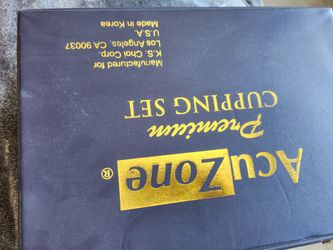 AcuZone®
Premium
CUPPING SET
Manufactured for
K.S. Choi Corp.
Los Angeles, CA 90037
U.S.A.
Made in Korea